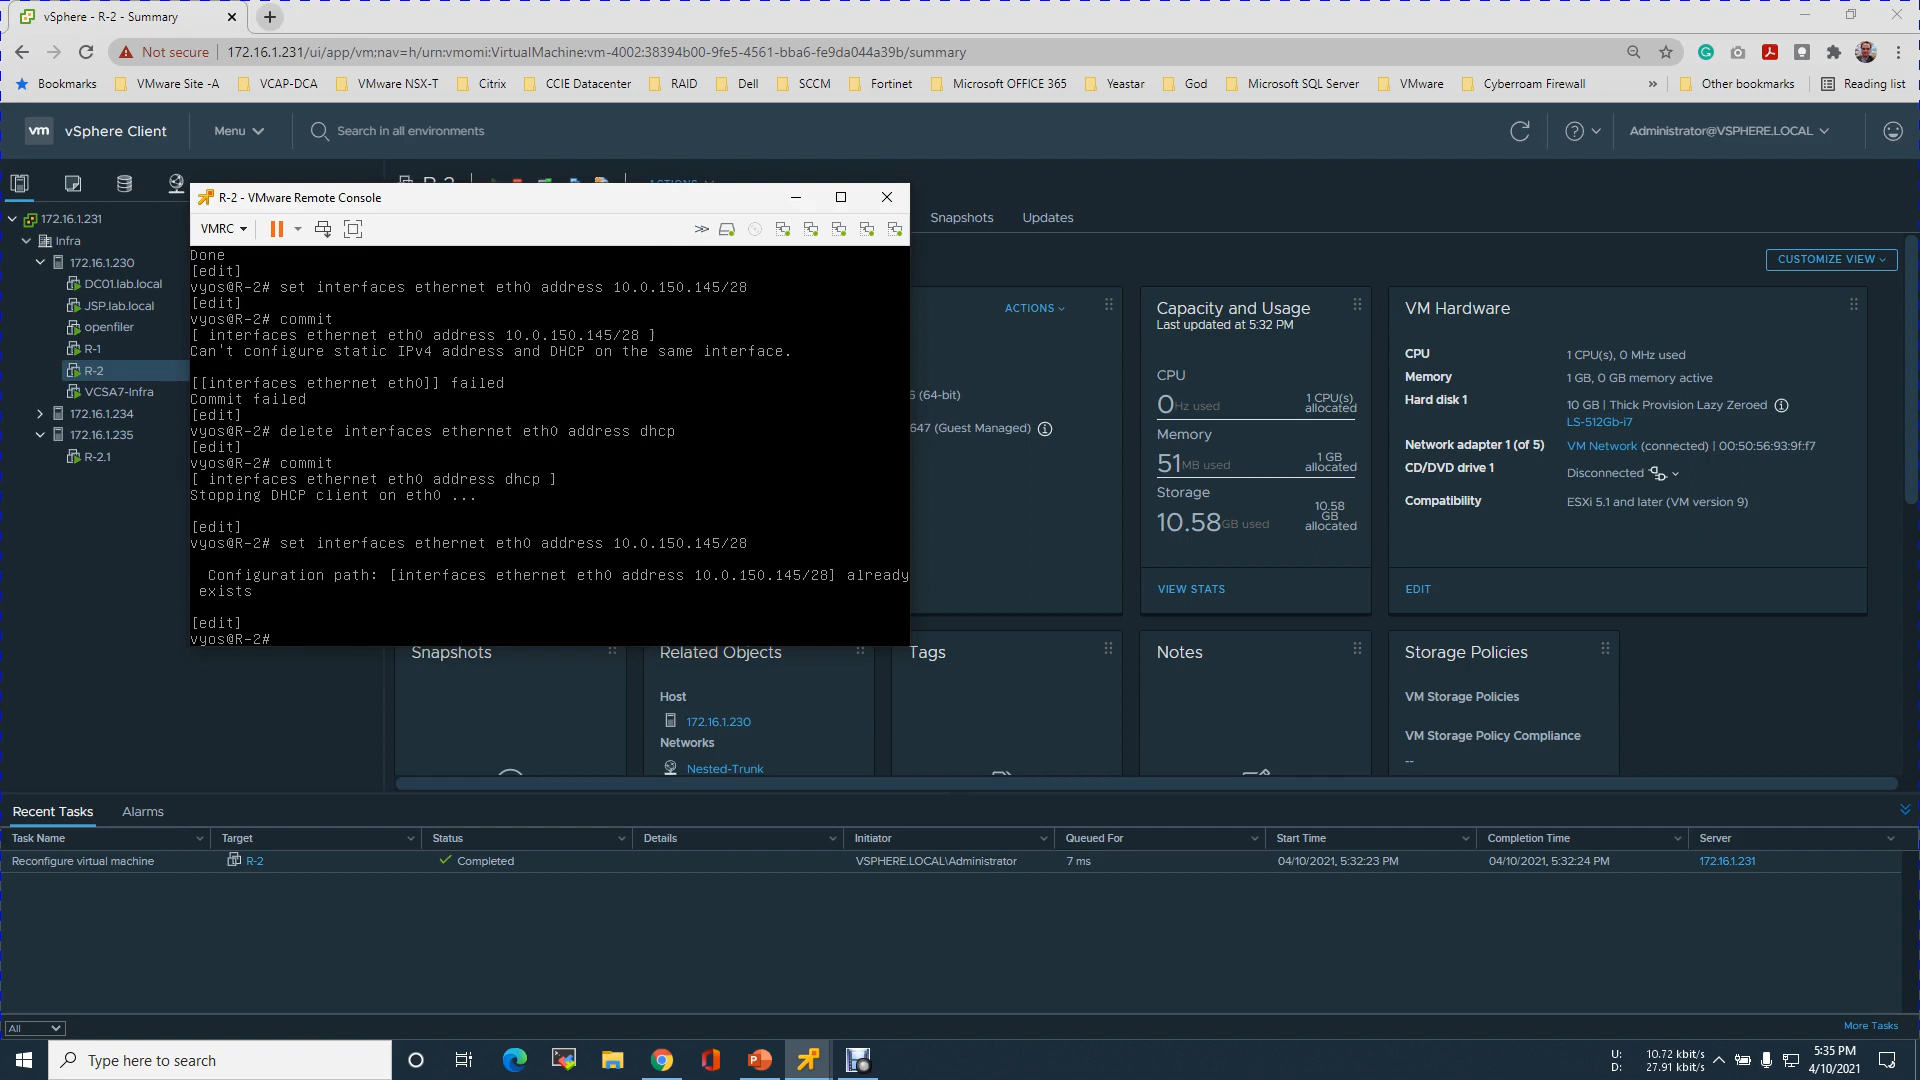 vSphere - R-2 - Summary
Not secure
172.16.1.231/ui/app/vm;nav=h/urn:vmomi:VirtualMachine:vm-4002:38394b00-9fe5-4561-bba6-fe9da044a39b/summary
Bookmarks
VMware Site -A
VCAP-DCA
VMware NSX-T
Citrix
CCIE Datacenter
RAID
Dell
SCCM
Fortinet
Microsoft OFFICE 365
Yeastar
God
Microsoft SQL Server
VMware
Cyberroam Firewall
»
Other bookmarks
Reading list
vm
vSphere Client
Menu
Search in all environments
Administrator@VSPHERE.LOCAL
172.16.1.231
Infra
172.16.1.230
DC01.lab.local
JSP.lab.local
openfiler
R-1
R-2
VCSA7-Infra
172.16.1.234
172.16.1.235
R-2.1
R-2 - VMware Remote Console
VMRC
Done
[edit]
vyos@R-2# set interfaces ethernet eth0 address 10.0.150.145/28
[edit]
vyos@R-2# commit
[ interfaces ethernet eth0 address 10.0.150.145/28 ]
Can't configure static IPv4 address and DHCP on the same interface.
[[interfaces ethernet eth0]] failed
Commit failed
[edit]
vyos@R-2# delete interfaces ethernet eth0 address dhcp
[edit]
vyos@R-2# commit
[ interfaces ethernet eth0 address dhcp ]
Stopping DHCP client on eth0 ...
[edit]
vyos@R-2# set interfaces ethernet eth0 address 10.0.150.145/28
Configuration path: [interfaces ethernet eth0 address 10.0.150.145/28] already
exists
[edit]
vyos@R-2#
Snapshots
Updates
CUSTOMIZE VIEW
ACTIONS
6 (64-bit)
647 (Guest Managed)
Capacity and Usage
Last updated at 5:32 PM
CPU
0 Hz used
1 CPU(s)
allocated
Memory
51 MB used
1 GB
allocated
Storage
10.58 GB used
10.58
GB
allocated
VIEW STATS
VM Hardware
CPU
1 CPU(s), 0 MHz used
Memory
1 GB, 0 GB memory active
Hard disk 1
10 GB | Thick Provision Lazy Zeroed
LS-512Gb-i7
Network adapter 1 (of 5)
VM Network (connected) | 00:50:56:93:9f:f7
CD/DVD drive 1
Disconnected
Compatibility
ESXi 5.1 and later (VM version 9)
EDIT
Snapshots
Related Objects
Host
172.16.1.230
Networks
Nested-Trunk
Tags
Notes
Storage Policies
VM Storage Policies
VM Storage Policy Compliance
--
Recent Tasks
Alarms
Task Name
Target
Status
Details
Initiator
Queued For
Start Time
Completion Time
Server
Reconfigure virtual machine
R-2
Completed
VSPHERE.LOCAL\Administrator
7 ms
04/10/2021, 5:32:23 PM
04/10/2021, 5:32:24 PM
172.16.1.231
All
More Tasks
Type here to search
U: 10.72 kbit/s
D: 27.91 kbit/s
5:35 PM
4/10/2021